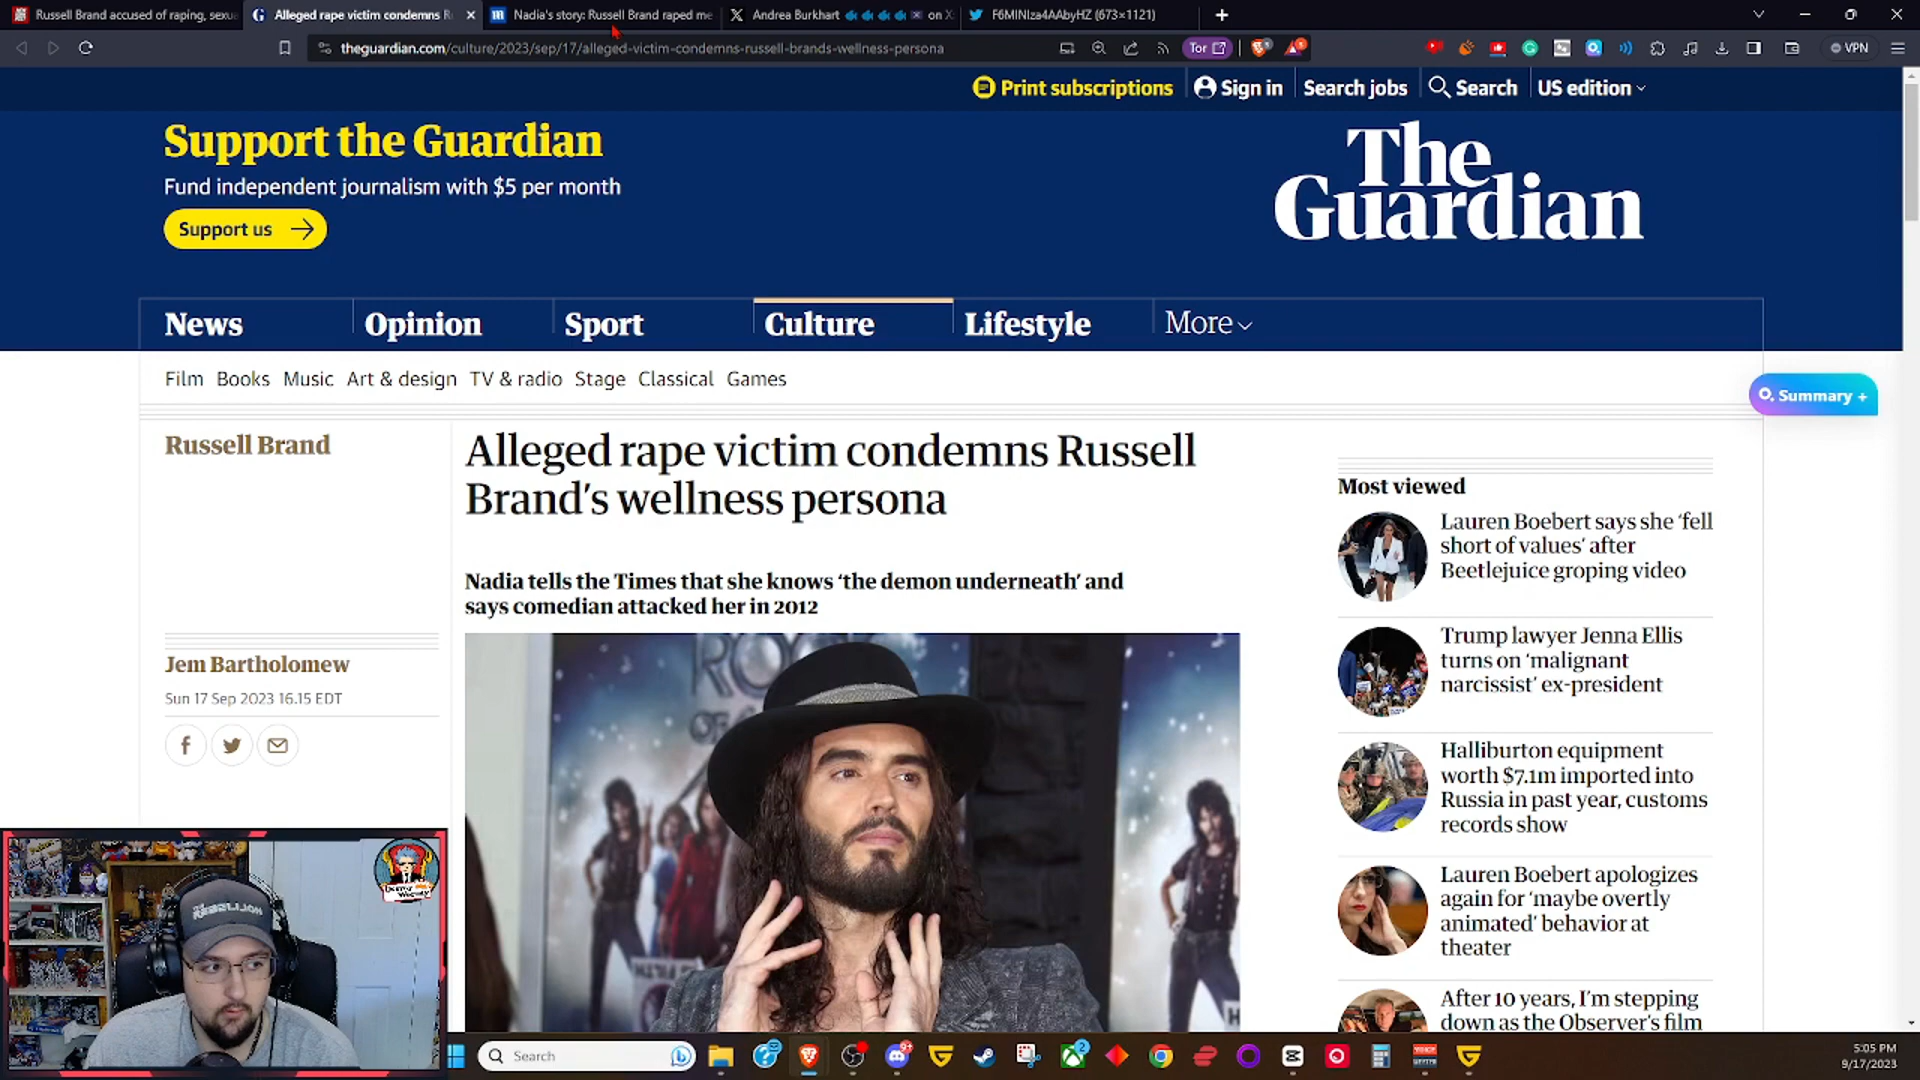 Russell Brand accused of raping, sexu
Alleged rape victim condemns R
Nadia's story: Russell Brand raped me
Andrea Burkhart
on X
F6MINIza4AAbyHZ (673×1121)
theguardian.com/culture/2023/sep/17/alleged-victim-condemns-russell-brands-wellness-persona
Tor
VPN
Print subscriptions
Sign in
Search jobs
Search
US edition
Support the Guardian
Fund independent journalism with $5 per month
Support us
The
Guardian
News
Opinion
Sport
Culture
Lifestyle
More
Film Books Music Art & design TV & radio Stage Classical Games
Summary +
Russell Brand
Alleged rape victim condemns Russell
Brand's wellness persona
Nadia tells the Times that she knows 'the demon underneath' and
says comedian attacked her in 2012
Jem Bartholomew
Sun 17 Sep 2023 16.15 EDT
Most viewed
Lauren Boebert says she 'fell
short of values' after
Beetlejuice groping video
Trump lawyer Jenna Ellis
turns on 'malignant
narcissist' ex-president
Halliburton equipment
worth $7.1m imported into
Russia in past year, customs
records show
Lauren Boebert apologizes
again for 'maybe overtly
animated' behavior at
theater
After 10 years, I'm stepping
down as the Observer's film
REBELLION
Search
5:05 PM
9/17/2023